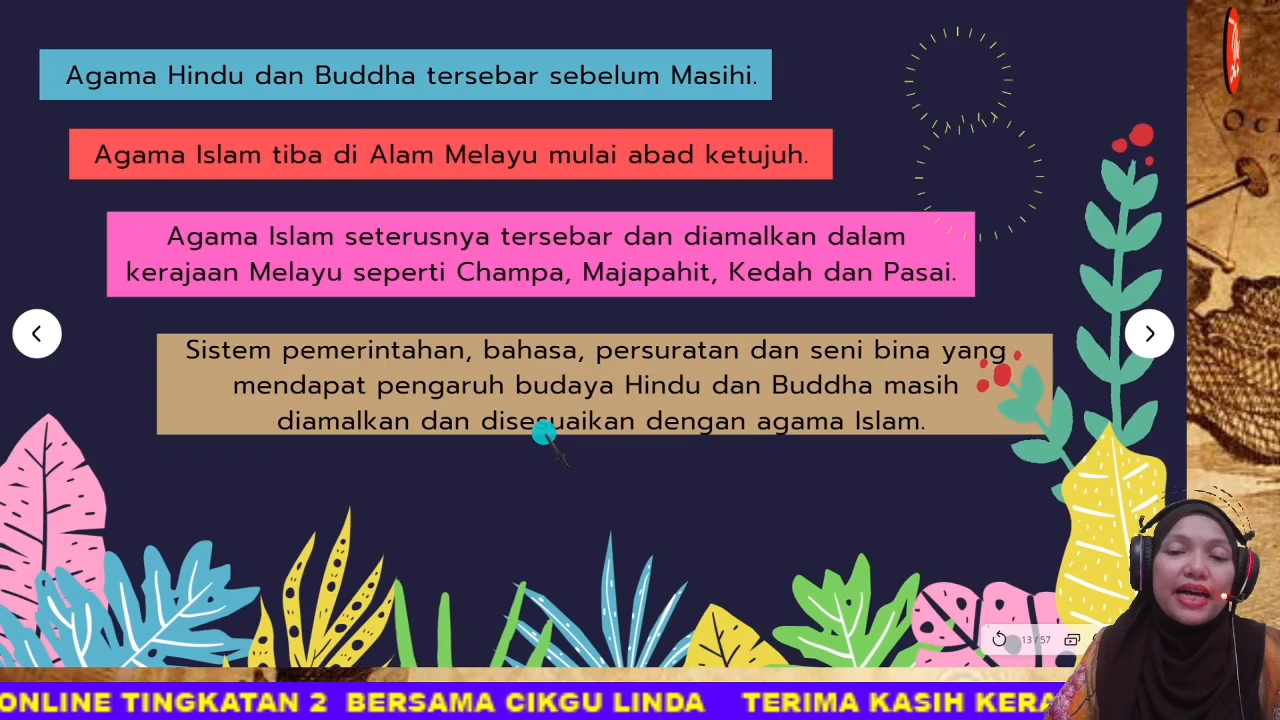 Agama Hindu dan Buddha tersebar sebelum Masihi.
Agama Islam tiba di Alam Melayu mulai abad ketujuh.
Agama Islam seterusnya tersebar dan diamalkan dalam
kerajaan Melayu seperti Champa, Majapahit, Kedah dan Pasai.
Sistem pemerintahan, bahasa, persuratan dan seni bina yang
mendapat pengaruh budaya Hindu dan Buddha masih
diamalkan dan disesuaikan dengan agama Islam.
13 / 57
ONLINE TINGKATAN 2 BERSAMA CIKGU LINDA TERIMA KASIH KERA